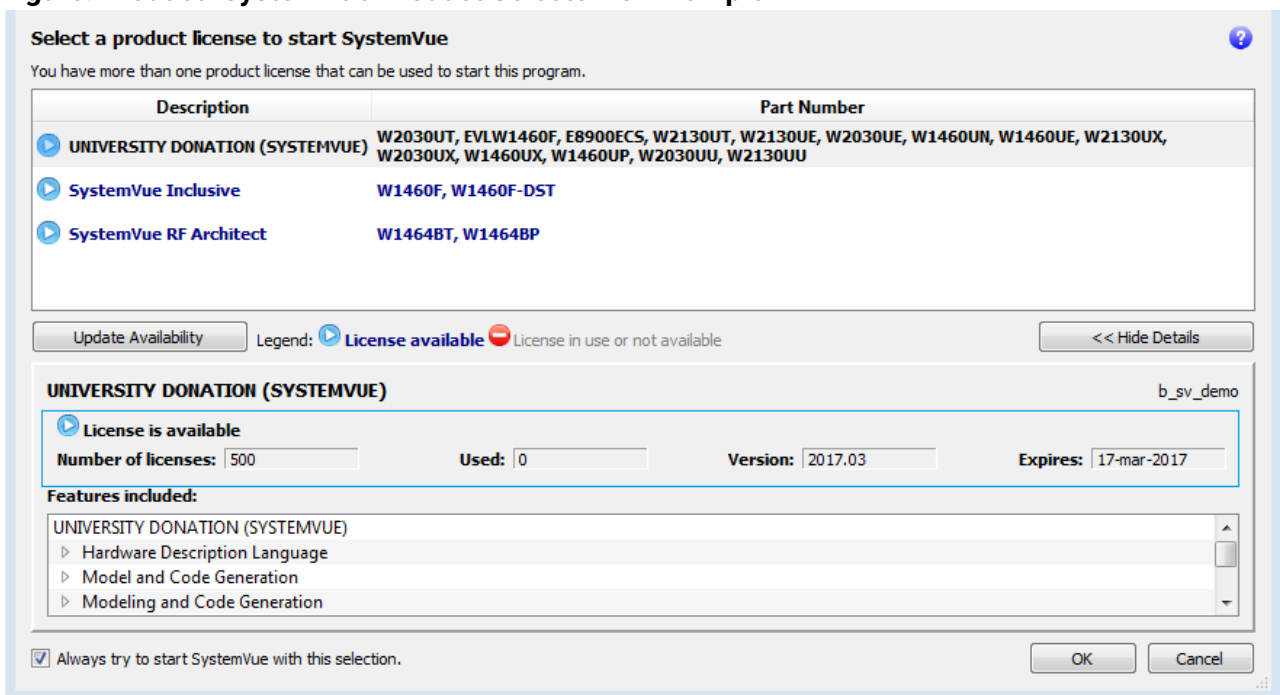 Select a product license to start SystemVue
You have more than one product license that can be used to start this program.
Description Part Number
UNIVERSITY DONATION (SYSTEMVUE) W2030UT, EVLW1460F, E8900ECS, W2130UT, W2130UE, W2030UE, W1460UN, W1460UE, W2130UX,
W2030UX, W1460UX, W1460UP, W2030UU, W2130UU
SystemVue Inclusive W1460F, W1460F-DST
SystemVue RF Architect W1464BT, W1464BP
Update Availability Legend: License available License in use or not available << Hide Details
UNIVERSITY DONATION (SYSTEMVUE) b_sv_demo
License is available
Number of licenses: 500 Used: 0 Version: 2017.03 Expires: 17-mar-2017
Features included:
UNIVERSITY DONATION (SYSTEMVUE)
Hardware Description Language
Model and Code Generation
Modeling and Code Generation
Always try to start SystemVue with this selection. OK Cancel